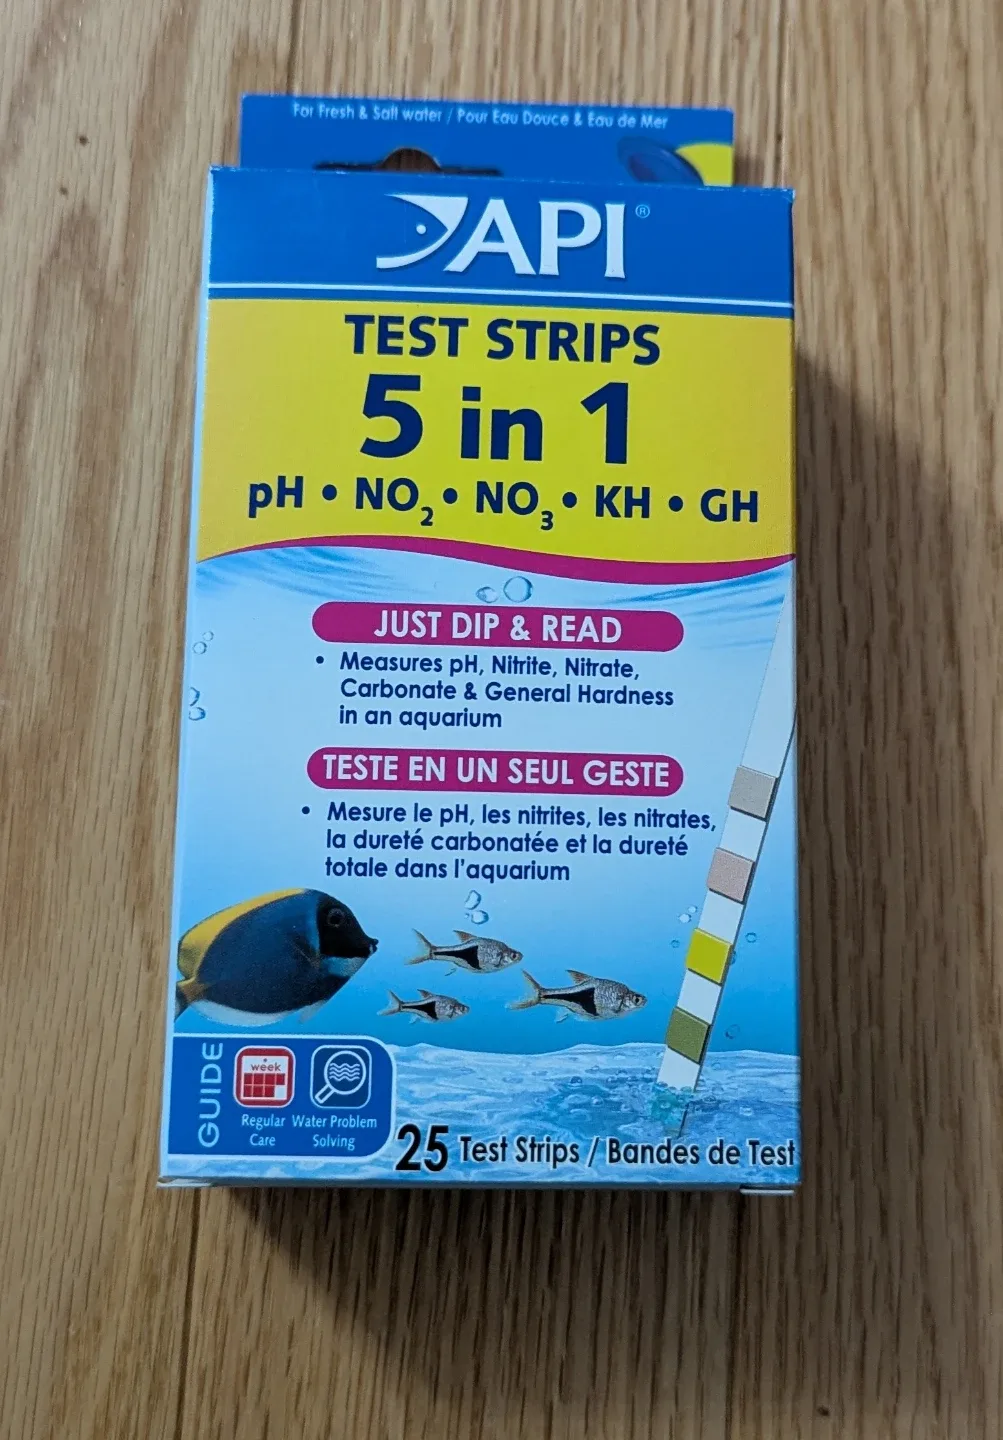 For Fresh & Salt water / Pour Eau Douce & Eau de Mer
API®
TEST STRIPS
5 in 1
pH • NO₂ • NO₃ • KH • GH
JUST DIP & READ
• Measures pH, Nitrite, Nitrate,
Carbonate & General Hardness
in an aquarium
TESTE EN UN SEUL GESTE
• Mesure le pH, les nitrites, les nitrates,
la dureté carbonatée et la dureté
totale dans l'aquarium
GUIDE
week
Regular
Care
Water Problem
Solving
25 Test Strips / Bandes de Test